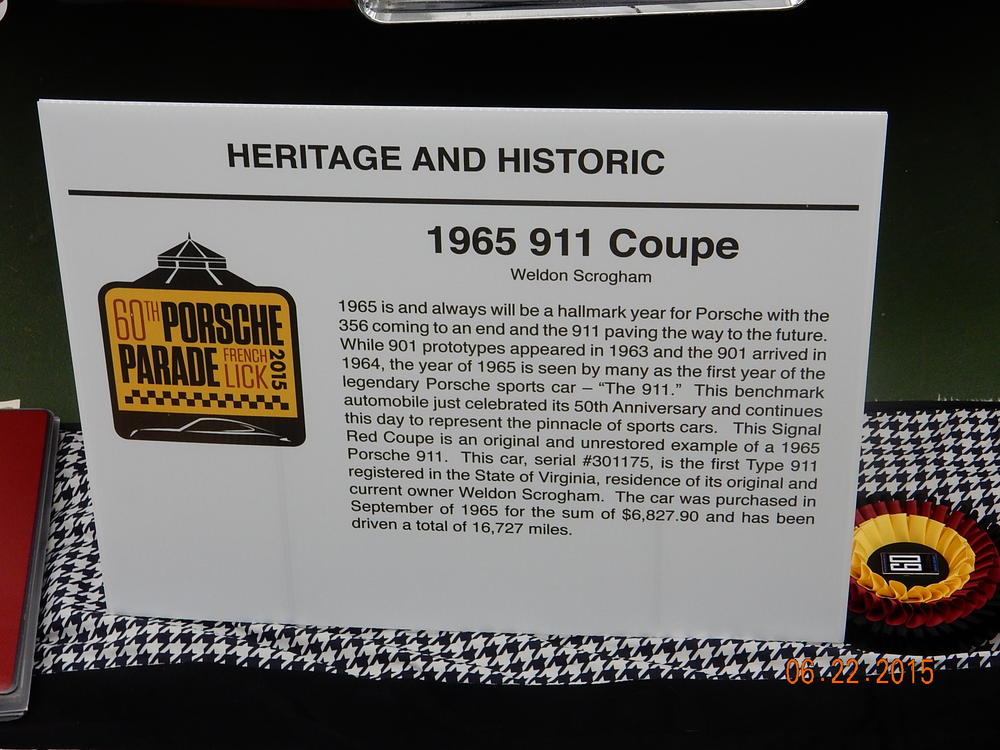 HERITAGE AND HISTORIC
1965 911 Coupe
Weldon Scrogham
60TH PORSCHE
PARADE FRENCH LICK 2015
1965 is and always will be a hallmark year for Porsche with the
356 coming to an end and the 911 paving the way to the future.
While 901 prototypes appeared in 1963 and the 901 arrived in
1964, the year of 1965 is seen by many as the first year of the
legendary Porsche sports car – “The 911.” This benchmark
automobile just celebrated its 50th Anniversary and continues
this day to represent the pinnacle of sports cars. This Signal
Red Coupe is an original and unrestored example of a 1965
Porsche 911. This car, serial #301175, is the first Type 911
registered in the State of Virginia, residence of its original and
current owner Weldon Scrogham. The car was purchased in
September of 1965 for the sum of $6,827.90 and has been
driven a total of 16,727 miles.
60
06.22.2015